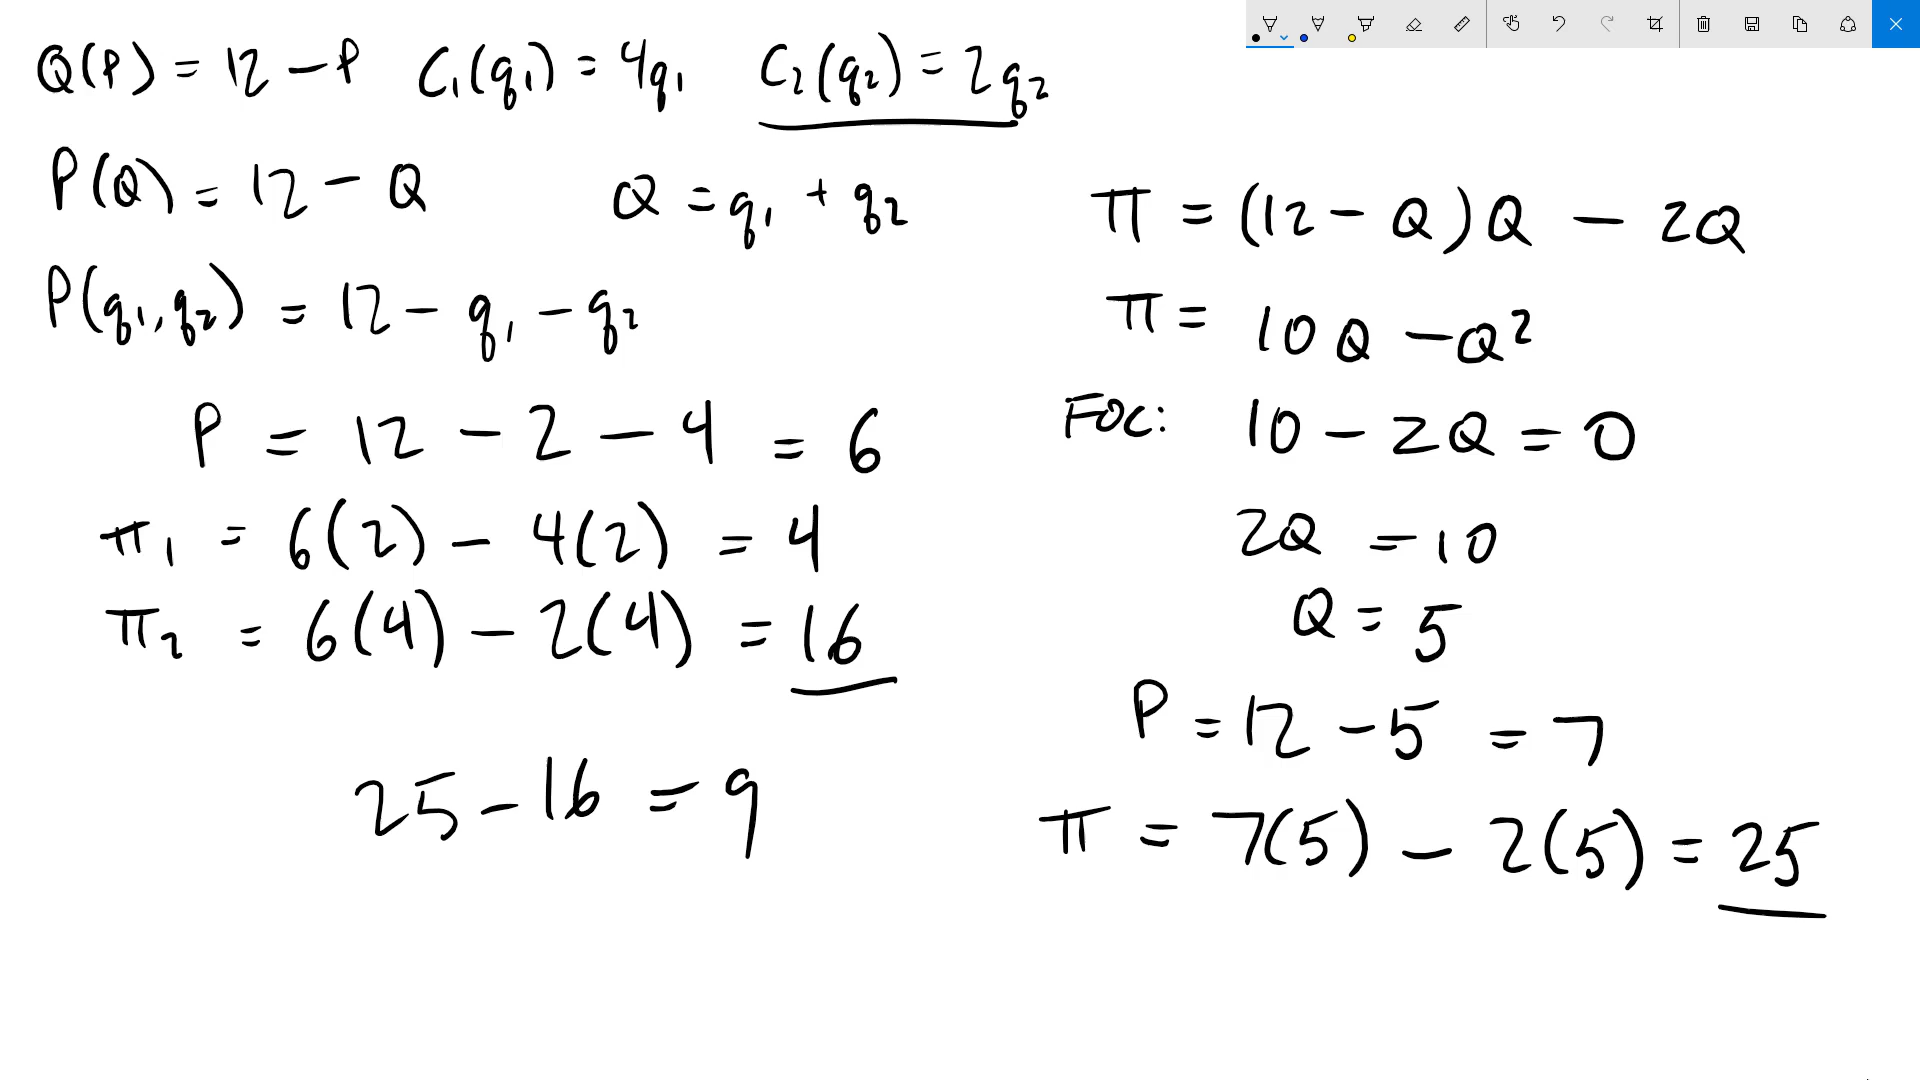 Q(P) = 12 - P C₁(q₁) = 4q₁ C₂(q₂) = 2q₂
P(Q) = 12 - Q Q = q₁ + q₂
P(q₁,q₂) = 12 - q₁ - q₂
P = 12 - 2 - 4 = 6
π₁ = 6(2) - 4(2) = 4
π₂ = 6(4) - 2(4) = 16
25 - 16 = 9
π = (12 - Q)Q - 2Q
π = 10Q - Q²
FOC: 10 - 2Q = 0
2Q = 10
Q = 5
P = 12 - 5 = 7
π = 7(5) - 2(5) = 25